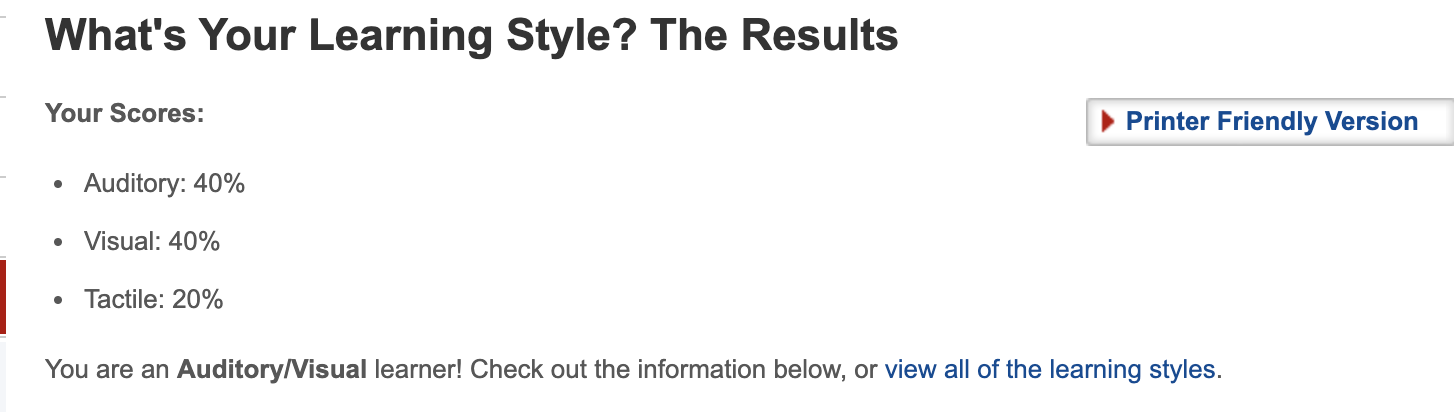 What's Your Learning Style? The Results
Your Scores:
Printer Friendly Version
• Auditory: 40%
• Visual: 40%
• Tactile: 20%
You are an Auditory/Visual learner! Check out the information below, or view all of the learning styles.